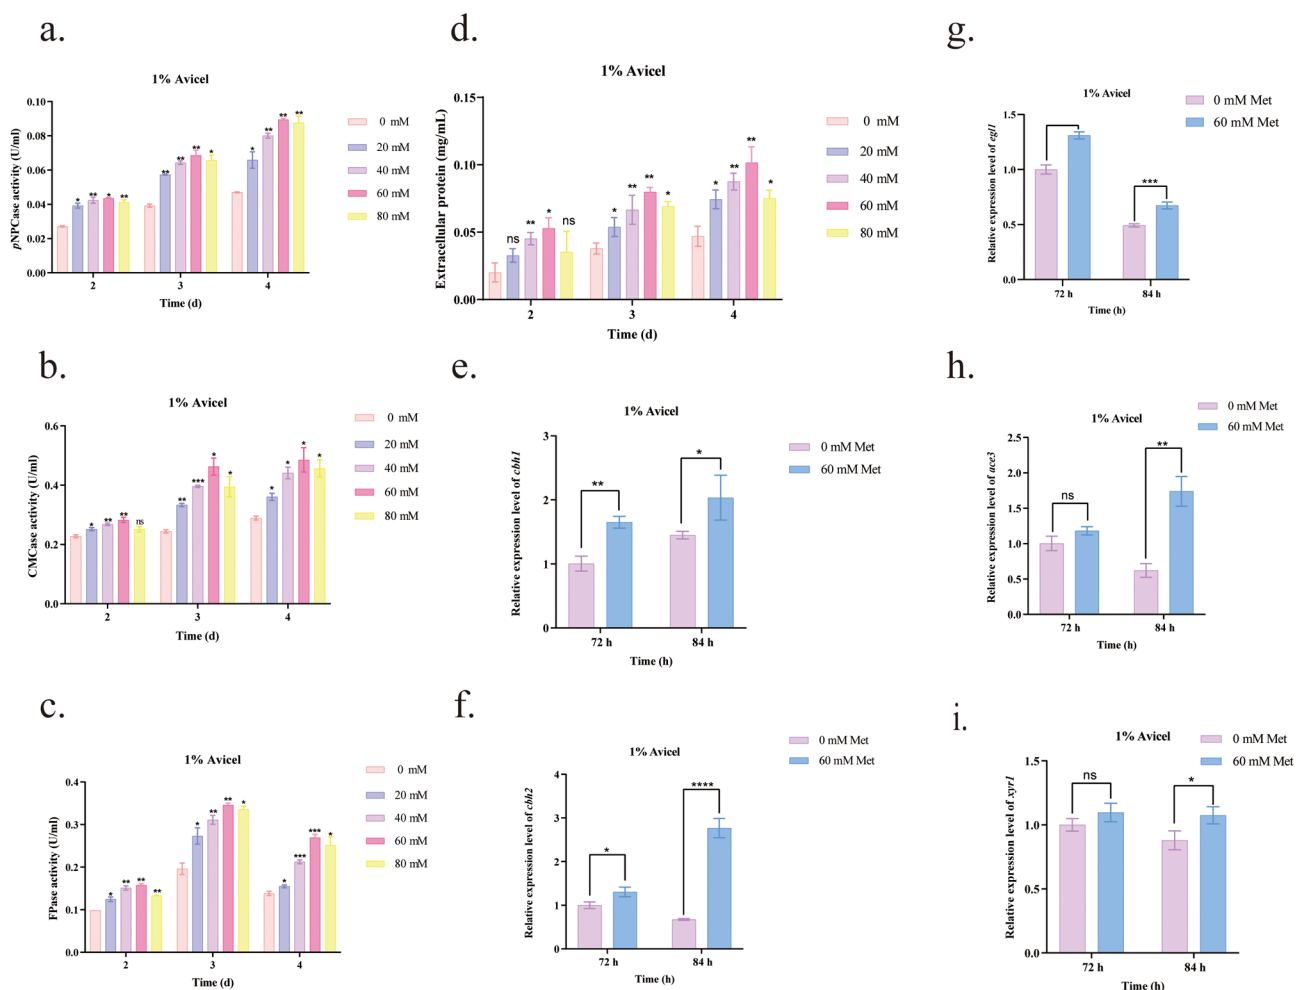 a.
1% Avicel
pNPCase activity (U/ml)
0.10
0.08
0.06
0.04
0.02
0.00
* ** * **
** ** ** *
* ** ** **
2 3 4
Time (d)
0 mM
20 mM
40 mM
60 mM
80 mM
b.
1% Avicel
CMCase activity (U/ml)
0.6
0.4
0.2
0.0
* ** ** ns
** *** * *
* * * *
2 3 4
Time (d)
0 mM
20 mM
40 mM
60 mM
80 mM
c.
1% Avicel
FPase activity (U/ml)
0.4
0.3
0.2
0.1
0.0
* ** ** **
* ** ** *
* *** *** *
2 3 4
Time (d)
0 mM
20 mM
40 mM
60 mM
80 mM
d.
1% Avicel
Extracellular protein (mg/mL)
0.15
0.10
0.05
0.00
ns ** * ns
* ** ** *
* ** ** *
2 3 4
Time (d)
0 mM
20 mM
40 mM
60 mM
80 mM
e.
1% Avicel
Relative expression level of cbh1
3
2
1
0
** *
72 h 84 h
Time (h)
0 mM Met
60 mM Met
f.
1% Avicel
Relative expression level of cbh2
4
3
2
1
0
* ****
72 h 84 h
Time (h)
0 mM Met
60 mM Met
g.
1% Avicel
Relative expression level of egl1
1.5
1.0
0.5
0.0
***
72 h 84 h
Time (h)
0 mM Met
60 mM Met
h.
1% Avicel
Relative expression level of ace3
2.5
2.0
1.5
1.0
0.5
0.0
ns **
72 h 84 h
Time (h)
0 mM Met
60 mM Met
i.
1% Avicel
Relative expression level of xyr1
1.5
1.0
0.5
0.0
ns *
72 h 84 h
Time (h)
0 mM Met
60 mM Met